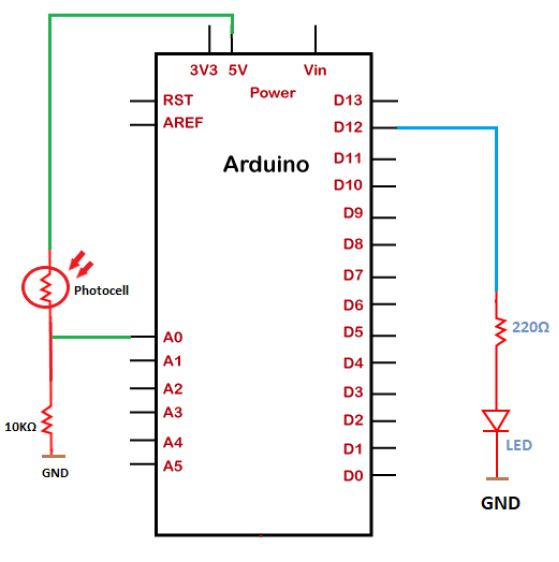 3V3 5V Vin
Power
RST D13
AREF D12
Arduino
D11
D10
D9
D8
D7
Photocell
D6
220Ω
A0 D5
A1
D4
A2
D3
A3
D2
10KΩ
A4 D1
LED
A5
D0
GND
GND